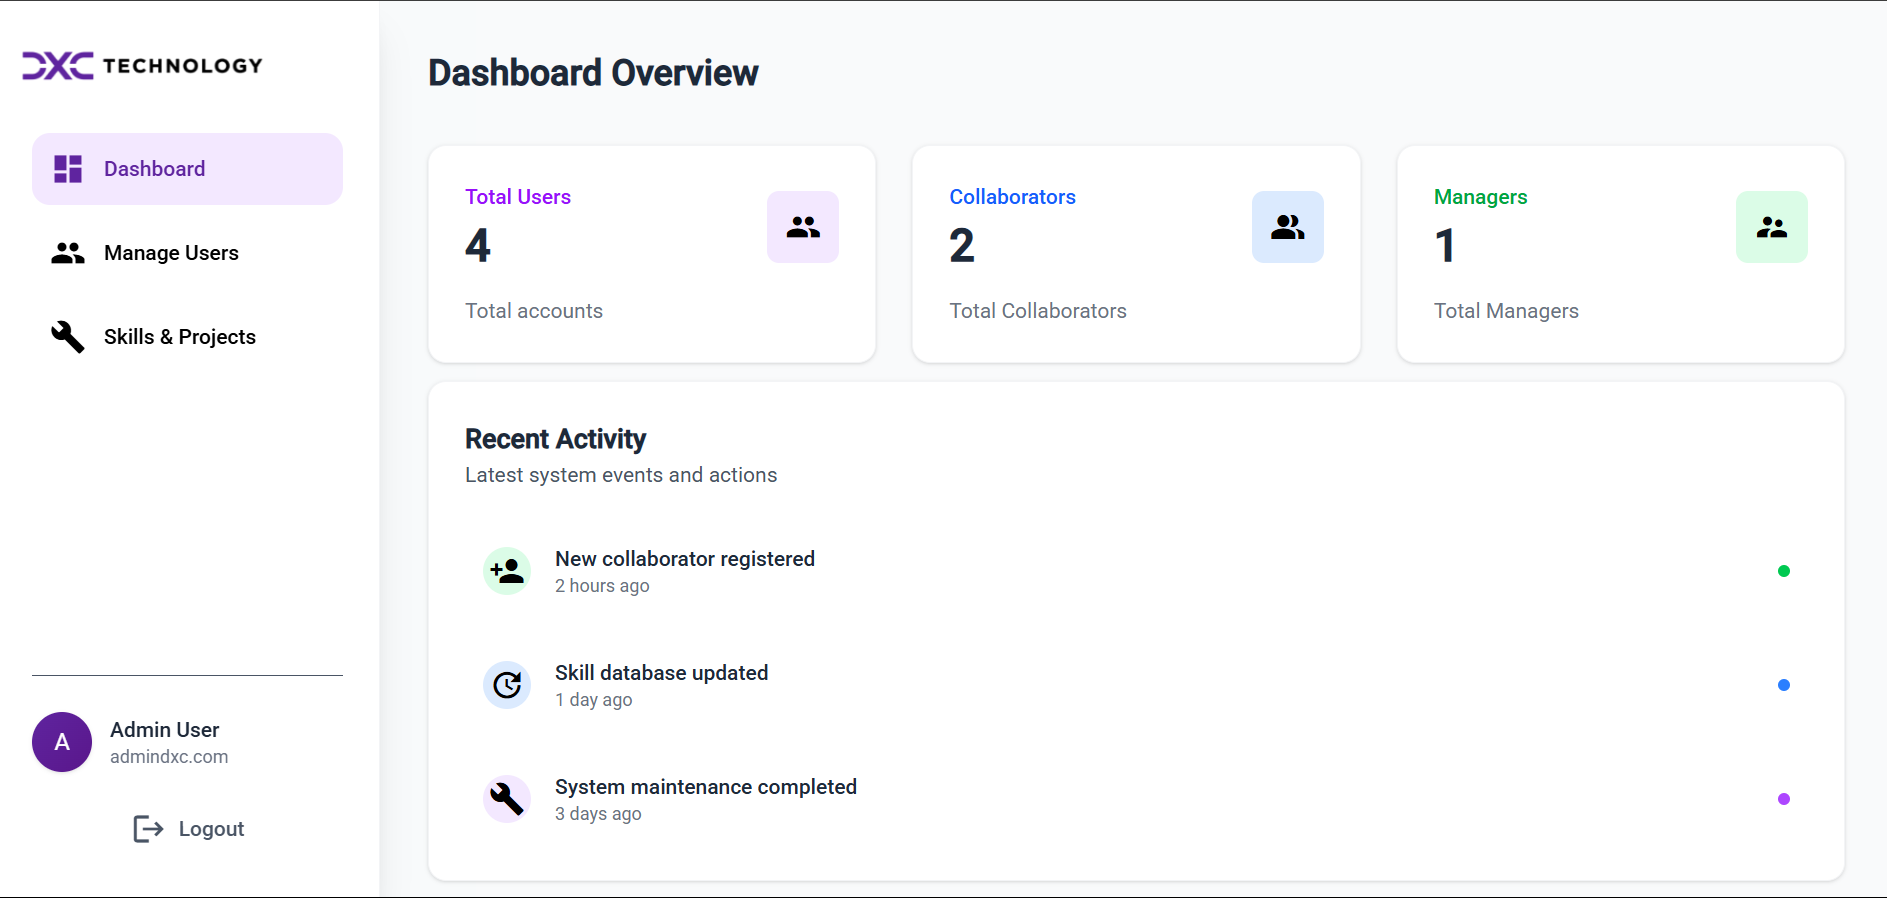 DXC TECHNOLOGY
Dashboard
Manage Users
Skills & Projects
A
Admin User
admindxc.com
Logout
Dashboard Overview
Total Users
4
Total accounts
Collaborators
2
Total Collaborators
Managers
1
Total Managers
Recent Activity
Latest system events and actions
New collaborator registered
2 hours ago
Skill database updated
1 day ago
System maintenance completed
3 days ago